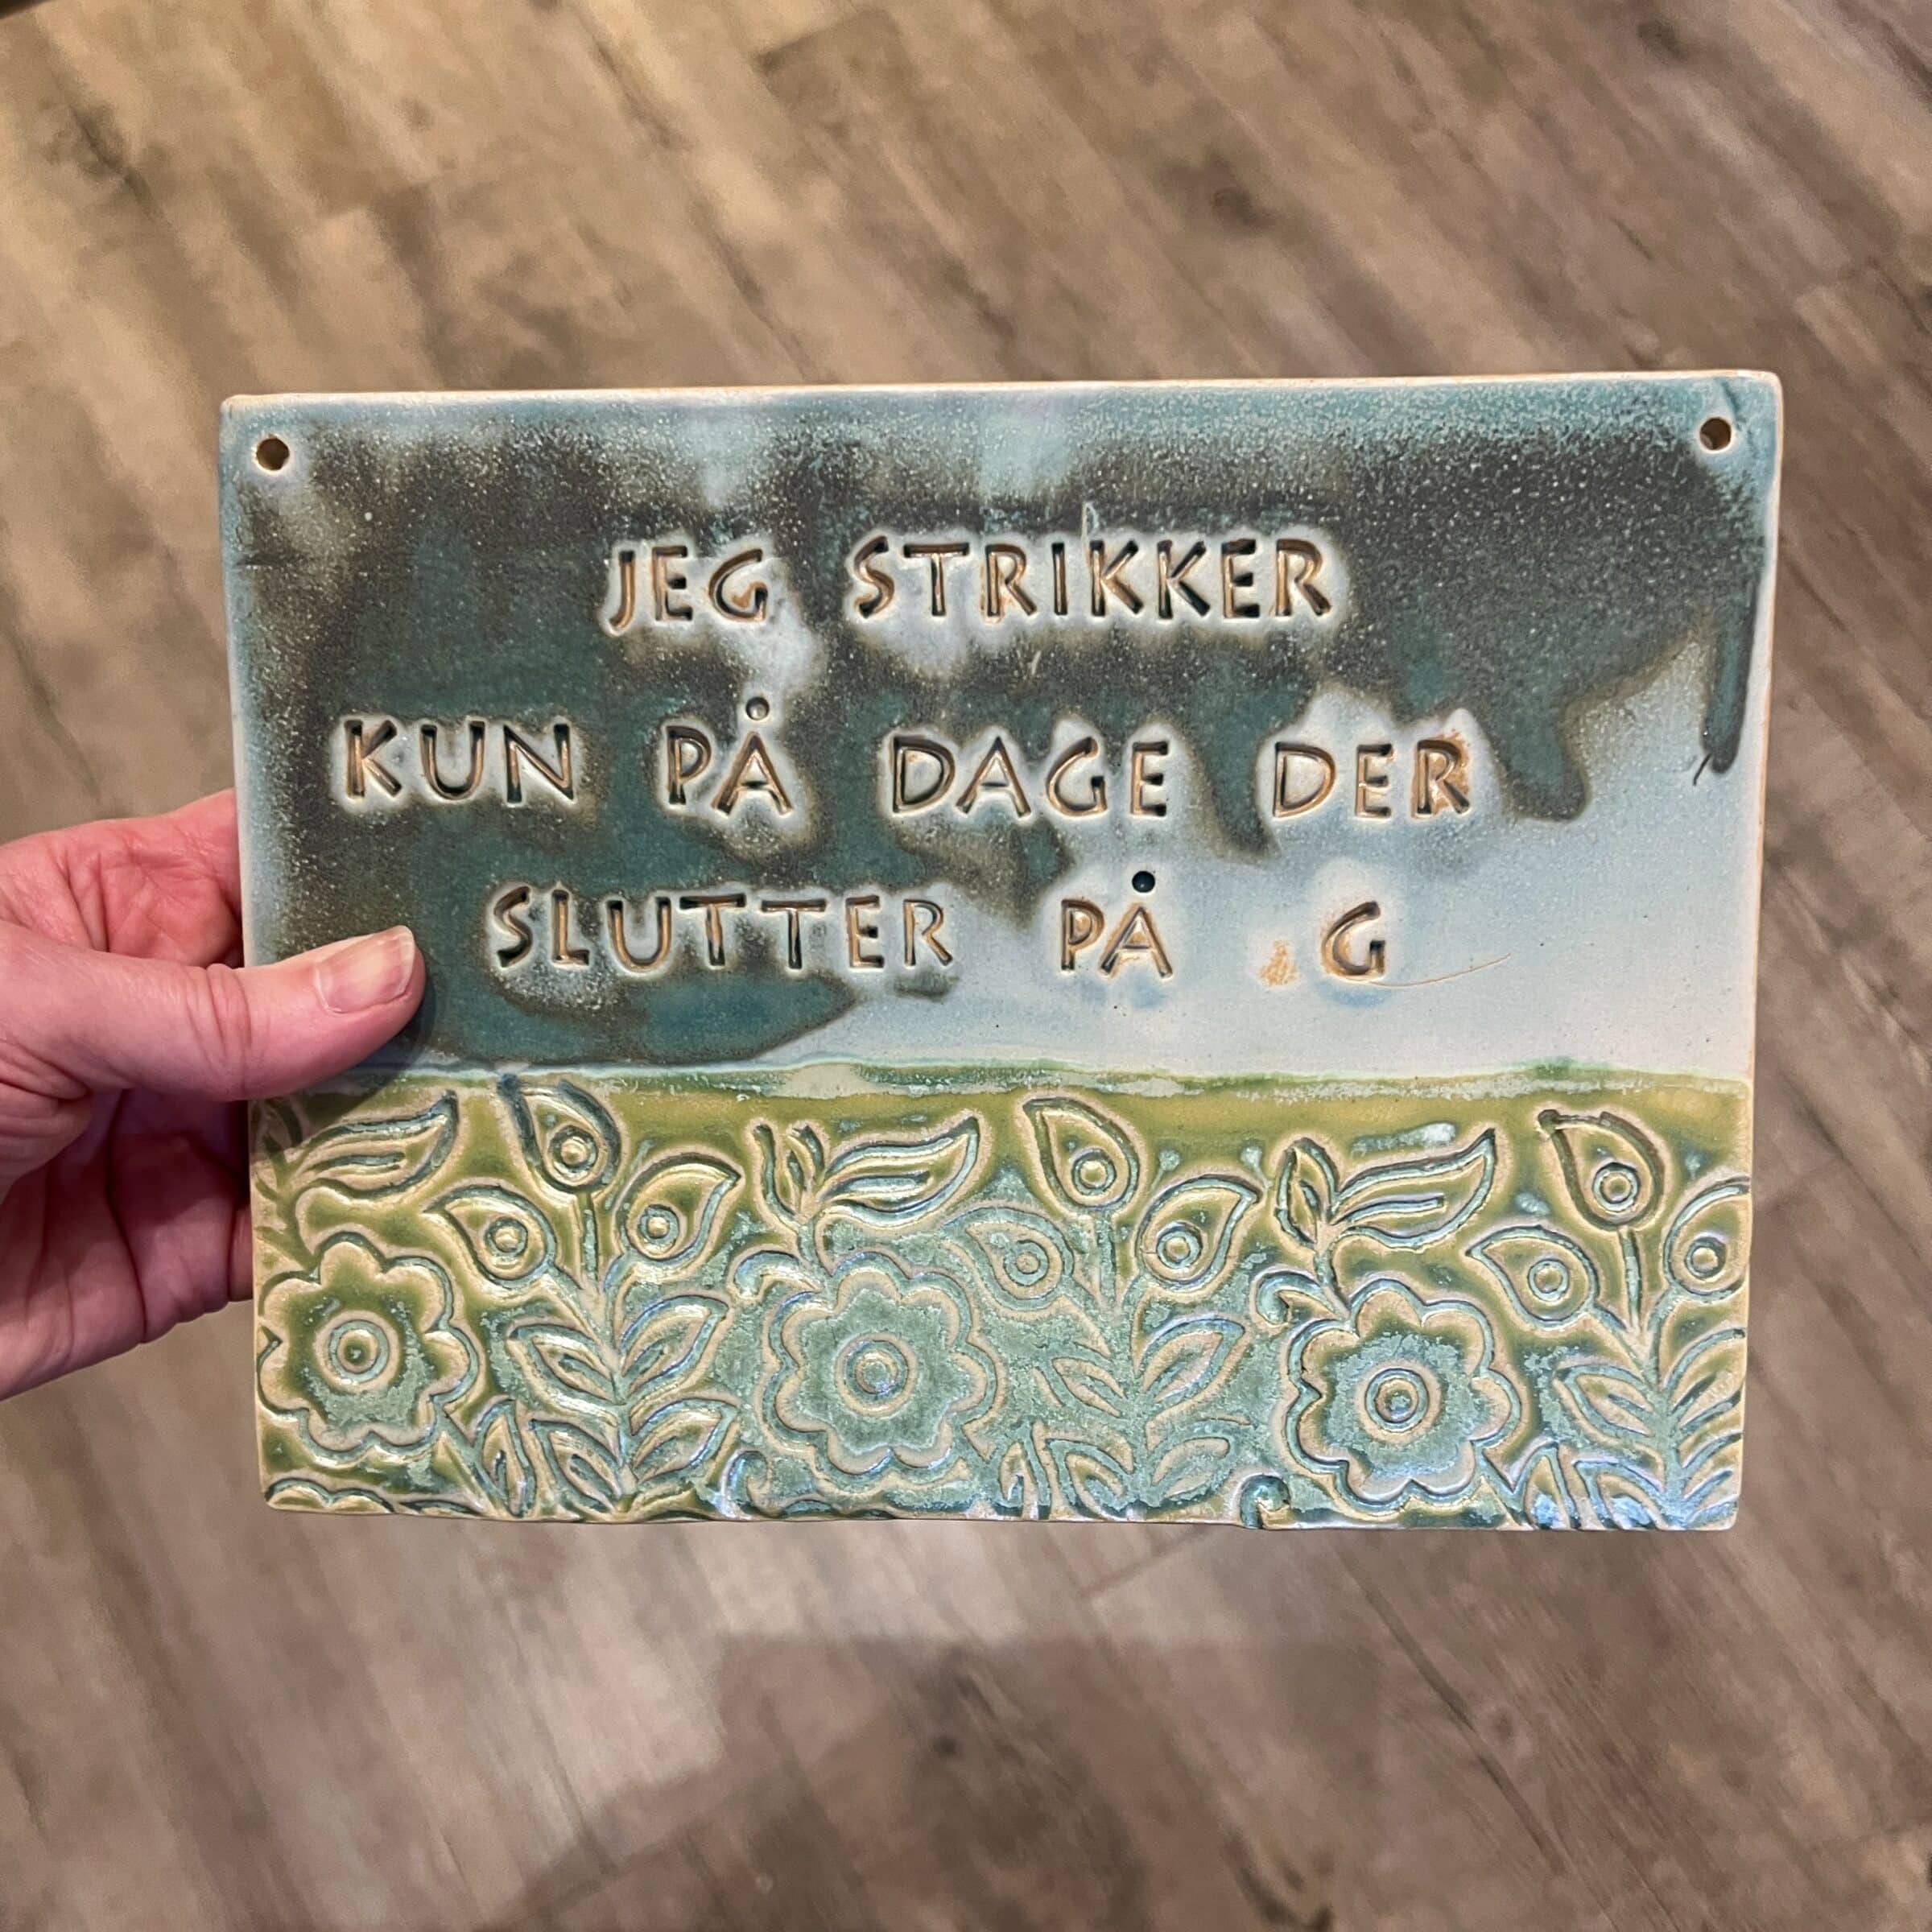 JEG STRIKKER
KUN PÅ DAGE DER
SLUTTER PÅ G